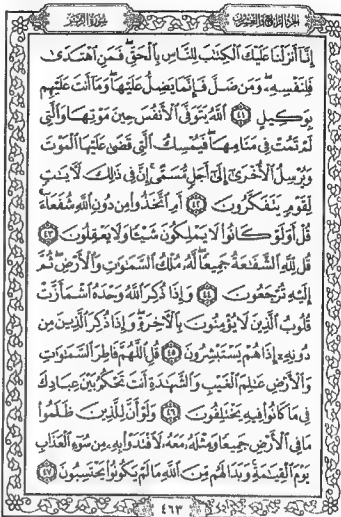 الجزء الرابع والعشرون سورة الزمر
إِنَّآ أَنزَلْنَا عَلَيْكَ ٱلْكِتَٰبَ لِلنَّاسِ بِٱلْحَقِّ فَمَنِ ٱهْتَدَىٰ
فَلِنَفْسِهِۦ وَمَن ضَلَّ فَإِنَّمَا يَضِلُّ عَلَيْهَا وَمَآ أَنتَ عَلَيْهِم
بِوَكِيلٍ ٤١ ٱللَّهُ يَتَوَفَّى ٱلْأَنفُسَ حِينَ مَوْتِهَا وَٱلَّتِى
لَمْ تَمُتْ فِى مَنَامِهَا فَيُمْسِكُ ٱلَّتِى قَضَىٰ عَلَيْهَا ٱلْمَوْتَ
وَيُرْسِلُ ٱلْأُخْرَىٰٓ إِلَىٰٓ أَجَلٍ مُّسَمًّى إِنَّ فِى ذَٰلِكَ لَءَايَٰتٍ
لِّقَوْمٍ يَتَفَكَّرُونَ ٤٢ أَمِ ٱتَّخَذُوا۟ مِن دُونِ ٱللَّهِ شُفَعَآءَ
قُلْ أَوَلَوْ كَانُوا۟ لَا يَمْلِكُونَ شَيْـًٔا وَلَا يَعْقِلُونَ ٤٣
قُل لِّلَّهِ ٱلشَّفَٰعَةُ جَمِيعًا لَّهُۥ مُلْكُ ٱلسَّمَٰوَٰتِ وَٱلْأَرْضِ ثُمَّ
إِلَيْهِ تُرْجَعُونَ ٤٤ وَإِذَا ذُكِرَ ٱللَّهُ وَحْدَهُ ٱشْمَأَزَّتْ
قُلُوبُ ٱلَّذِينَ لَا يُؤْمِنُونَ بِٱلْءَاخِرَةِ وَإِذَا ذُكِرَ ٱلَّذِينَ مِن
دُونِهِۦٓ إِذَا هُمْ يَسْتَبْشِرُونَ ٤٥ قُلِ ٱللَّهُمَّ فَاطِرَ ٱلسَّمَٰوَٰتِ
وَٱلْأَرْضِ عَٰلِمَ ٱلْغَيْبِ وَٱلشَّهَٰدَةِ أَنتَ تَحْكُمُ بَيْنَ عِبَادِكَ
فِى مَا كَانُوا۟ فِيهِ يَخْتَلِفُونَ ٤٦ وَلَوْ أَنَّ لِلَّذِينَ ظَلَمُوا۟
مَا فِى ٱلْأَرْضِ جَمِيعًا وَمِثْلَهُۥ مَعَهُۥ لَٱفْتَدَوْا۟ بِهِۦ مِن سُوٓءِ ٱلْعَذَابِ
يَوْمَ ٱلْقِيَٰمَةِ وَبَدَا لَهُم مِّنَ ٱللَّهِ مَا لَمْ يَكُونُوا۟ يَحْتَسِبُونَ ٤٧
٤٦٣